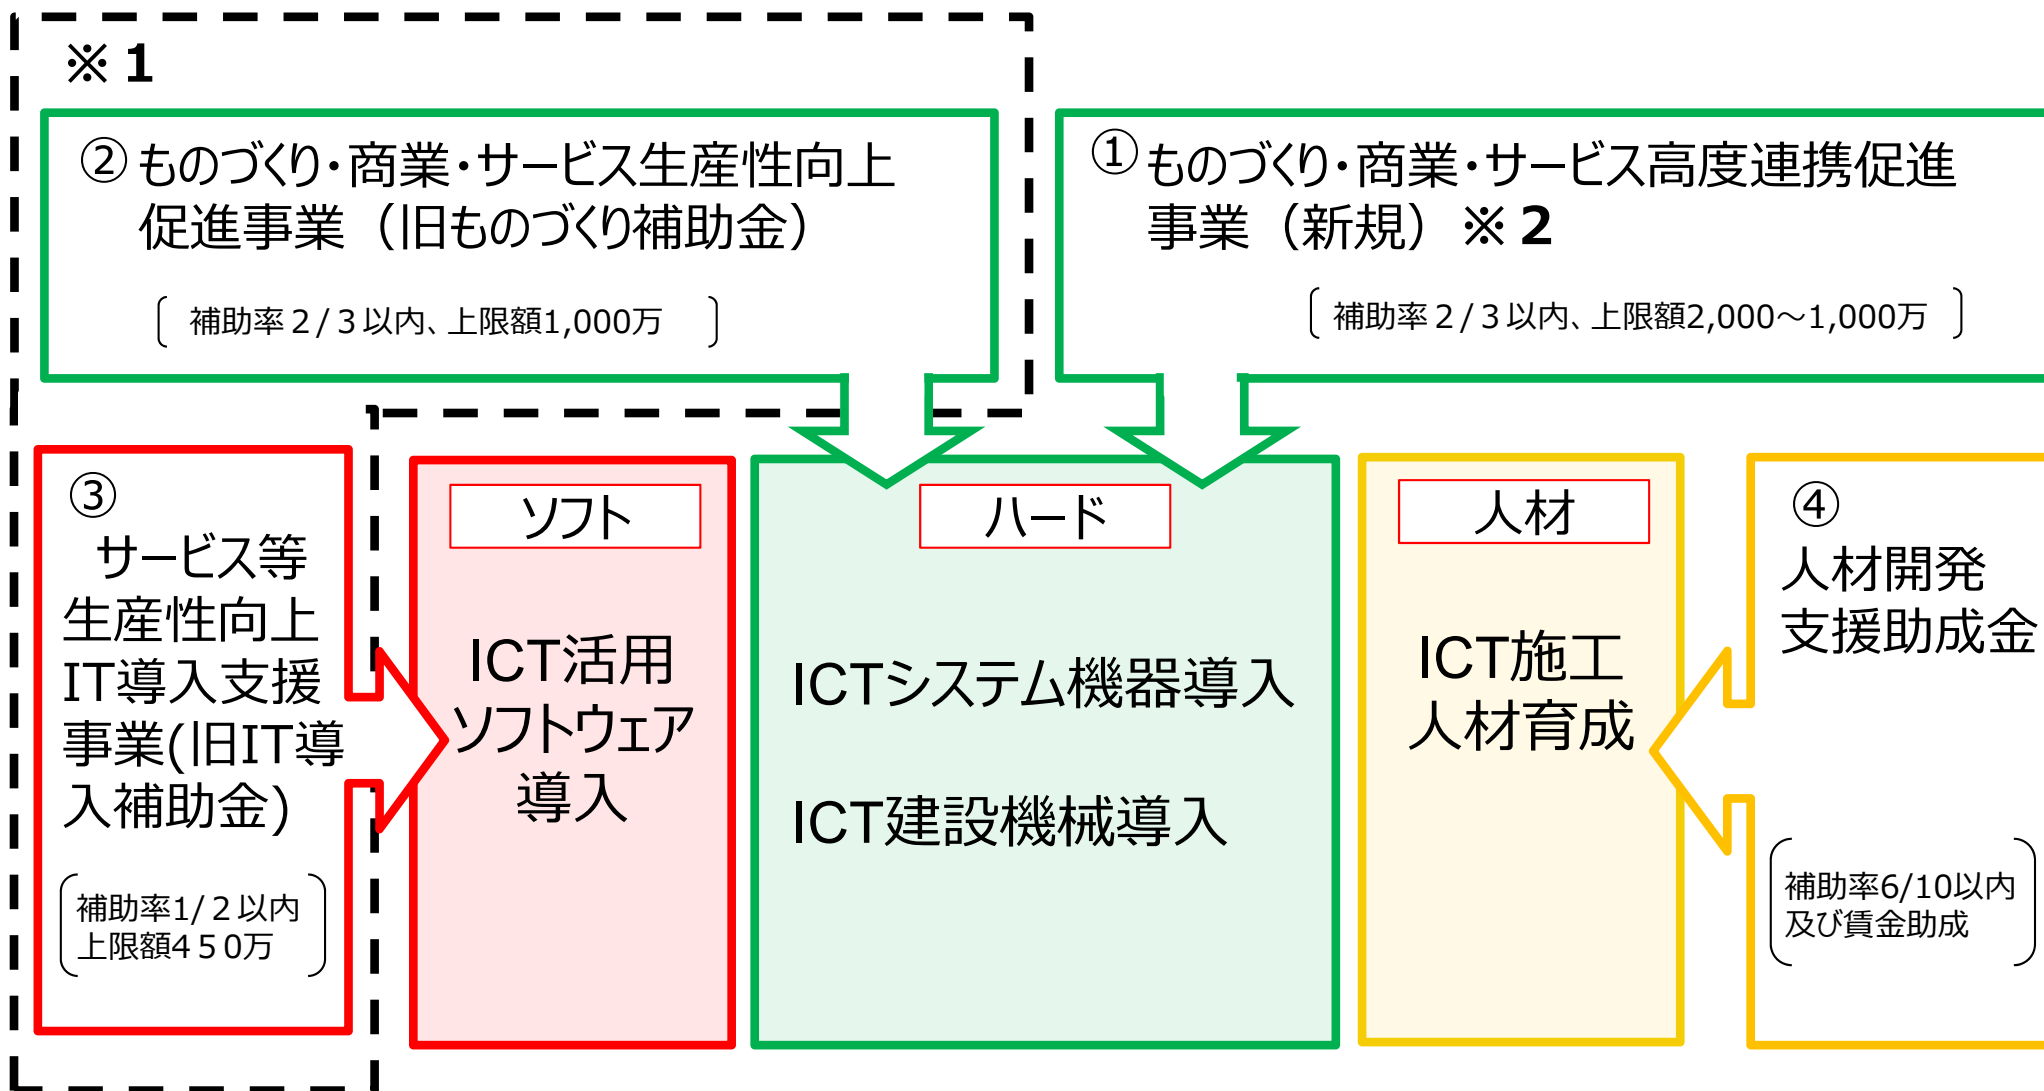 ※1
②ものづくり・商業・サービス生産性向上
促進事業（旧ものづくり補助金）
補助率２/３以内、上限額1,000万
①ものづくり・商業・サービス高度連携促進
事業（新規）※2
補助率２/３以内、上限額2,000～1,000万
③
サービス等
生産性向上
IT導入支援
事業(旧IT導
入補助金)
補助率1/２以内
上限額4５0万
ソフト
ICT活用
ソフトウェア
導入
ハード
ICTシステム機器導入
ICT建設機械導入
人材
ICT施工
人材育成
④
人材開発
支援助成金
補助率6/10以内
及び賃金助成